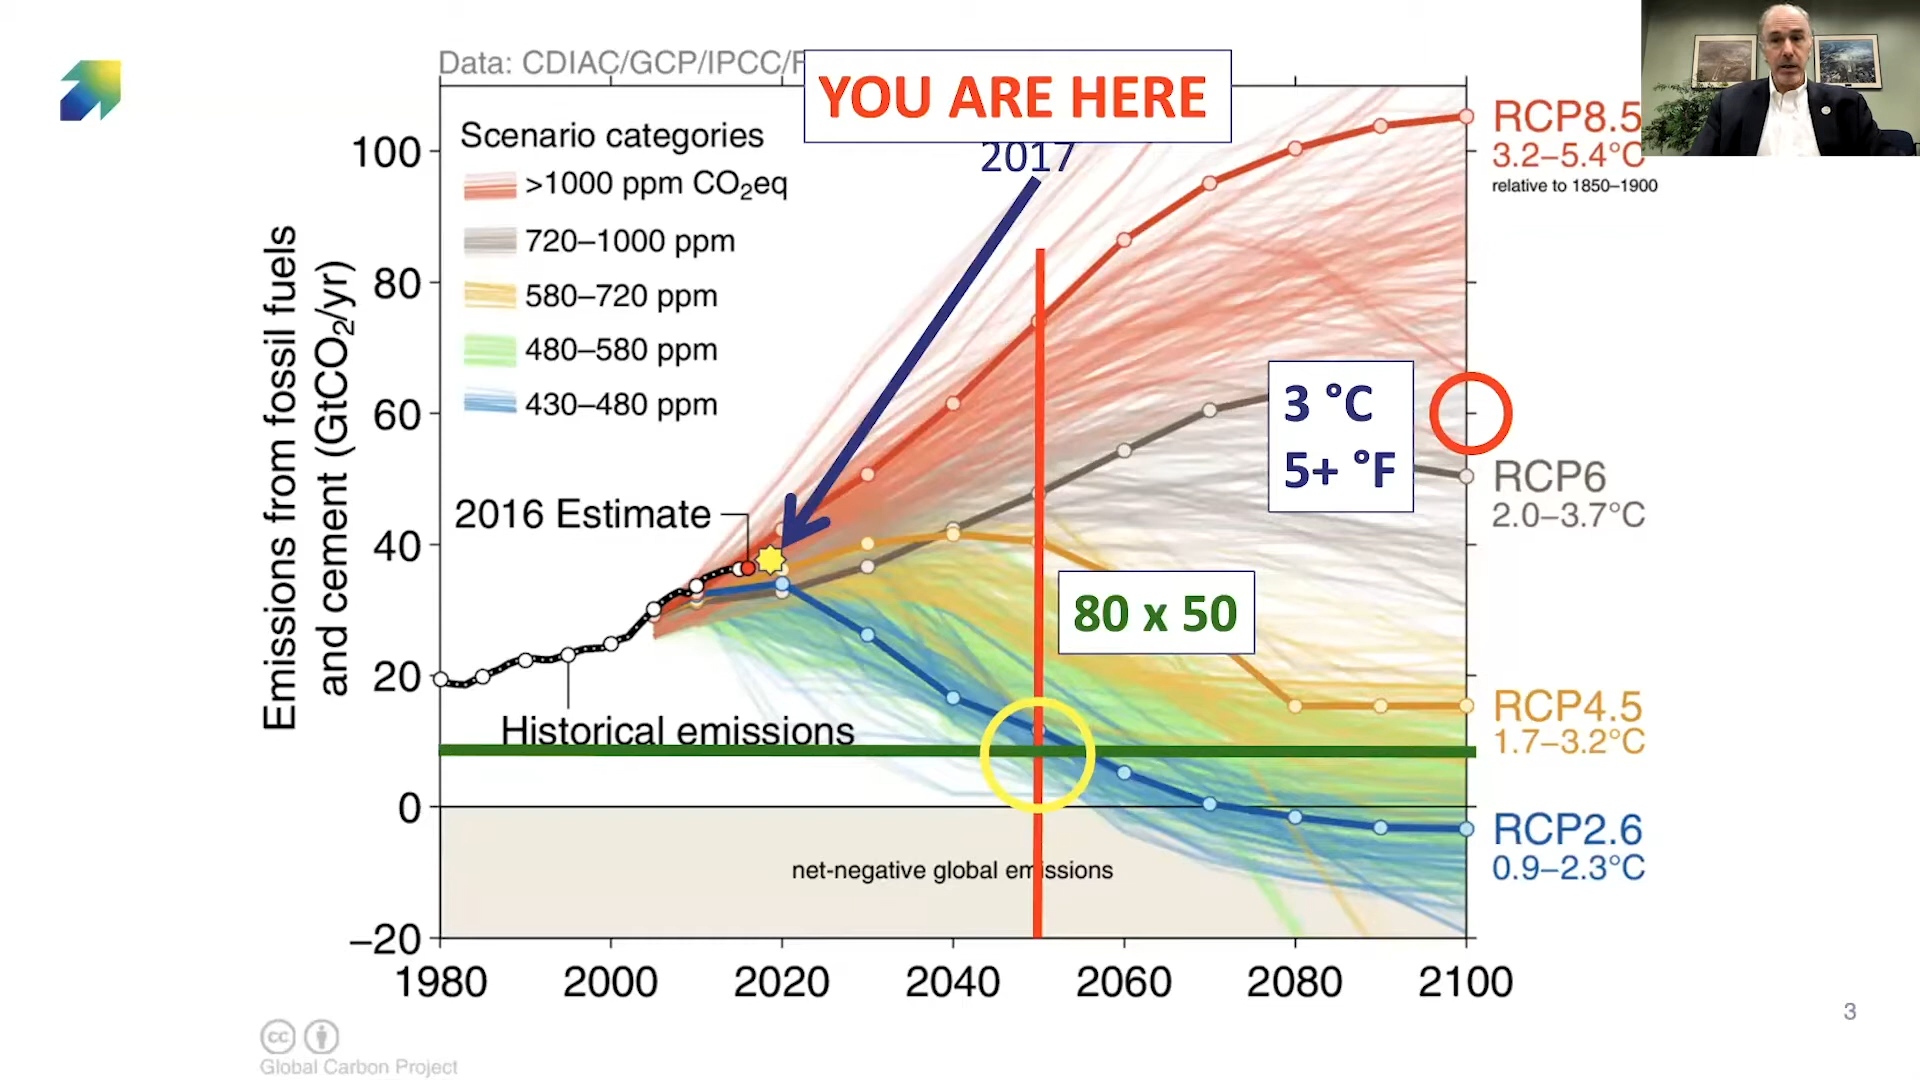 Data: CDIAC/GCP/IPCC/
YOU ARE HERE
2017
Scenario categories
>1000 ppm CO₂eq
720–1000 ppm
580–720 ppm
480–580 ppm
430–480 ppm
Emissions from fossil fuels
and cement (GtCO₂/yr)
100
80
60
40
20
0
−20
2016 Estimate
Historical emissions
3 °C
5+ °F
80 x 50
net-negative global emissions
RCP8.5
3.2–5.4°C
relative to 1850–1900
RCP6
2.0–3.7°C
RCP4.5
1.7–3.2°C
RCP2.6
0.9–2.3°C
1980 2000 2020 2040 2060 2080 2100
3
cc
Global Carbon Project